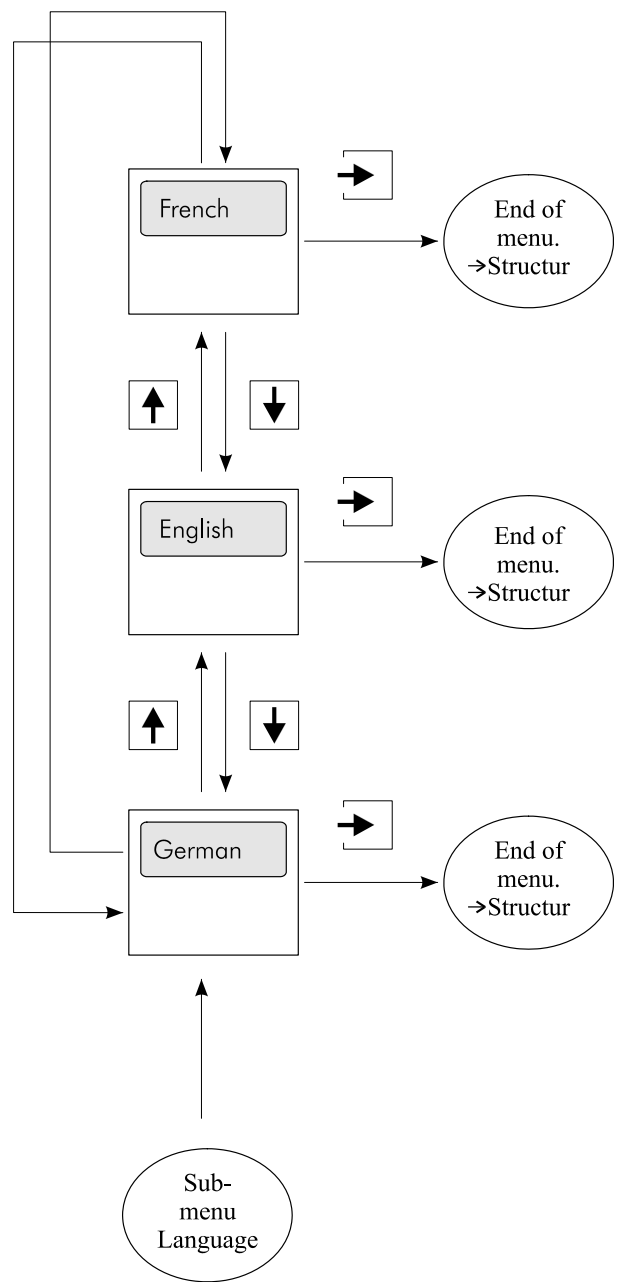 French
End of
menu.
→Structur
English
End of
menu.
→Structur
German
End of
menu.
→Structur
Sub-
menu
Language